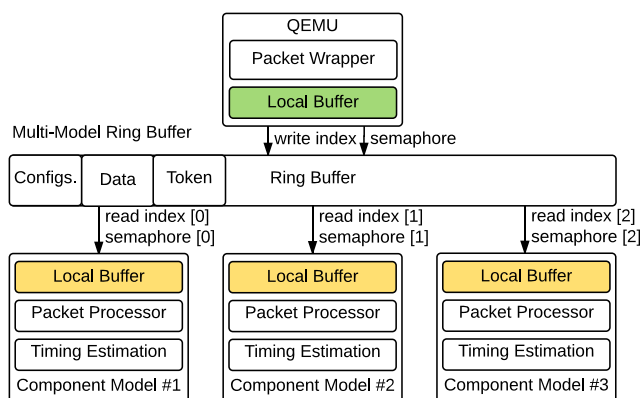 QEMU
Packet Wrapper
Local Buffer
Multi-Model Ring Buffer
write index
semaphore
Configs.
Data
Token
Ring Buffer
read index [0]
semaphore [0]
read index [1]
semaphore [1]
read index [2]
semaphore [2]
Local Buffer
Packet Processor
Timing Estimation
Component Model #1
Local Buffer
Packet Processor
Timing Estimation
Component Model #2
Local Buffer
Packet Processor
Timing Estimation
Component Model #3